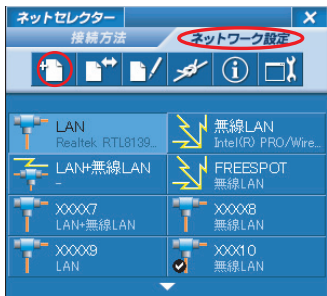 ネットセレクター
接続方法
ネットワーク設定
LAN
Realtek RTL8139...
無線LAN
Intel(R) PRO/Wire...
LAN+無線LAN
-
FREESPOT
無線LAN
XXXX7
LAN+無線LAN
XXXX8
無線LAN
XXXX9
LAN
XXX10
無線LAN